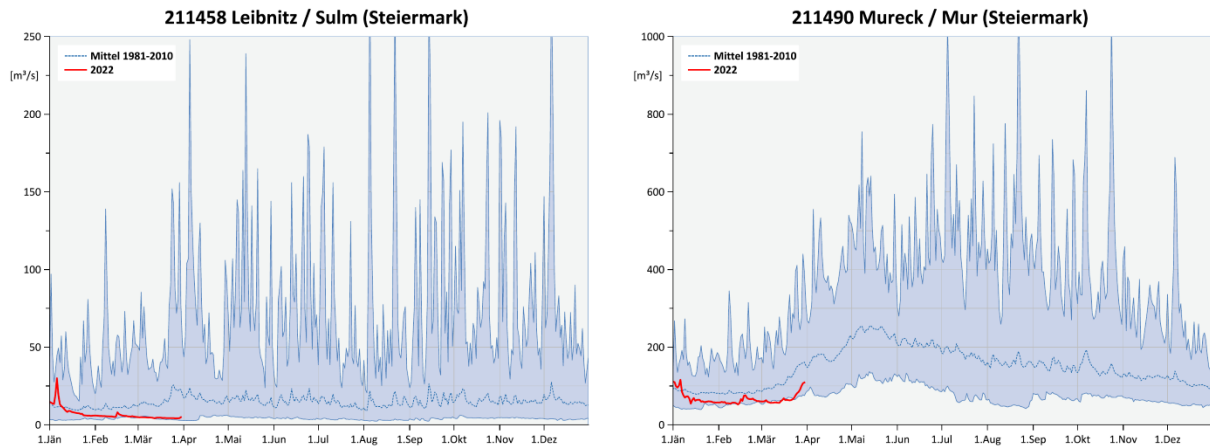 211458 Leibnitz / Sulm (Steiermark)
250
[m³/s]
200
150
100
50
0
Mittel 1981-2010
2022
1.Jän 1.Feb 1.Mär 1.Apr 1.Mai 1.Jun 1.Jul 1.Aug 1.Sep 1.Okt 1.Nov 1.Dez
211490 Mureck / Mur (Steiermark)
1000
[m³/s]
800
600
400
200
0
Mittel 1981-2010
2022
1.Jän 1.Feb 1.Mär 1.Apr 1.Mai 1.Jun 1.Jul 1.Aug 1.Sep 1.Okt 1.Nov 1.Dez